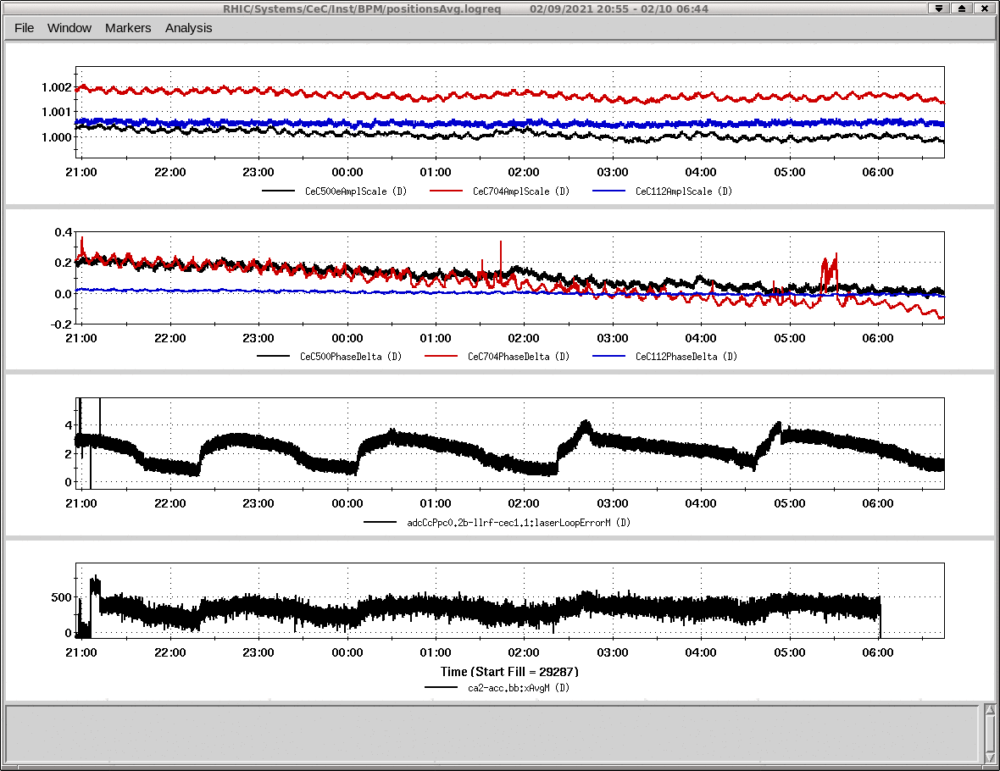 RHIC/Systems/CeC/Inst/BPM/positionsAvg.logreq 02/09/2021 20:55 - 02/10 06:44
File Window Markers Analysis
1.002
1.001
1.000
21:00 22:00 23:00 00:00 01:00 02:00 03:00 04:00 05:00 06:00
CeC500eAmplScale (D) CeC704AmplScale (D) CeC112AmplScale (D)
0.4
0.2
0.0
-0.2
21:00 22:00 23:00 00:00 01:00 02:00 03:00 04:00 05:00 06:00
CeC500PhaseDelta (D) CeC704PhaseDelta (D) CeC112PhaseDelta (D)
4
2
0
21:00 22:00 23:00 00:00 01:00 02:00 03:00 04:00 05:00 06:00
adcCcPpc0.2b-llrf-cec1.1:laserLoopErrorM (D)
500
0
21:00 22:00 23:00 00:00 01:00 02:00 03:00 04:00 05:00 06:00
Time (Start Fill = 29287)
ca2-acc.bb:xAvgM (D)